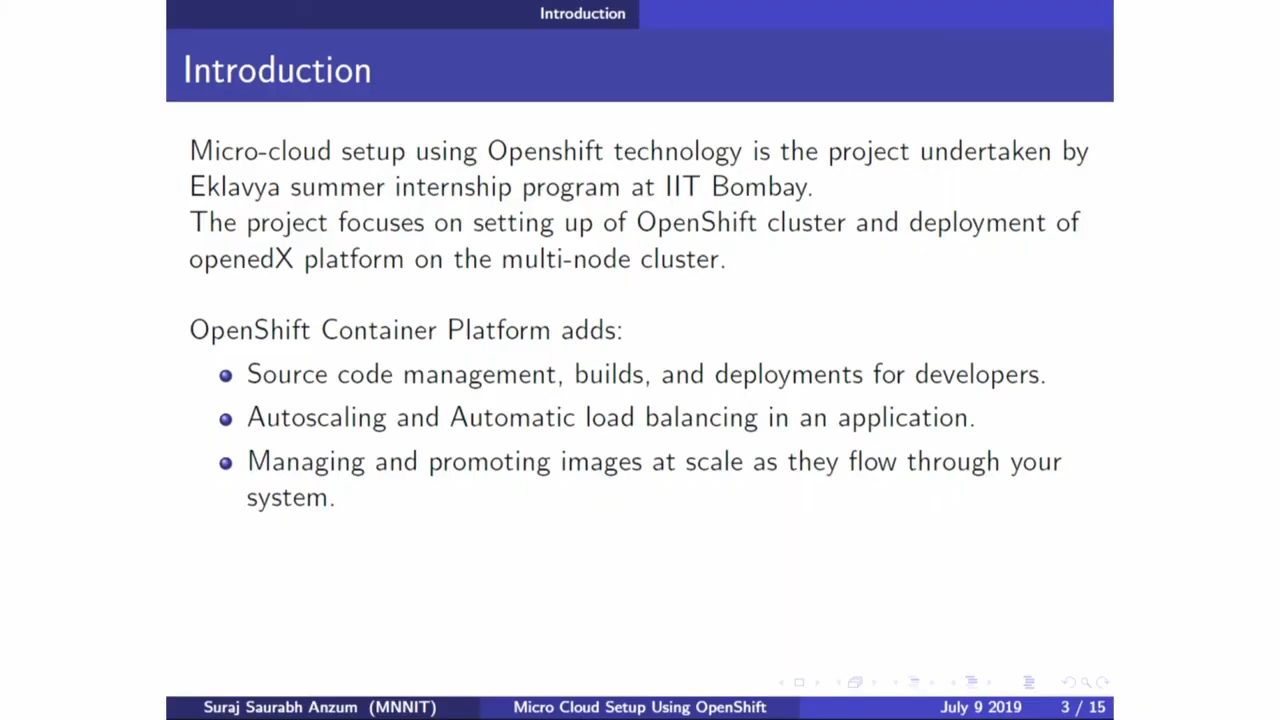 Introduction
Introduction
Micro-cloud setup using Openshift technology is the project undertaken by
Eklavya summer internship program at IIT Bombay.
The project focuses on setting up of OpenShift cluster and deployment of
openedX platform on the multi-node cluster.
OpenShift Container Platform adds:
Source code management, builds, and deployments for developers.
Autoscaling and Automatic load balancing in an application.
Managing and promoting images at scale as they flow through your
system.
Suraj Saurabh Anzum (MNNIT) Micro Cloud Setup Using OpenShift July 9 2019 3 / 15